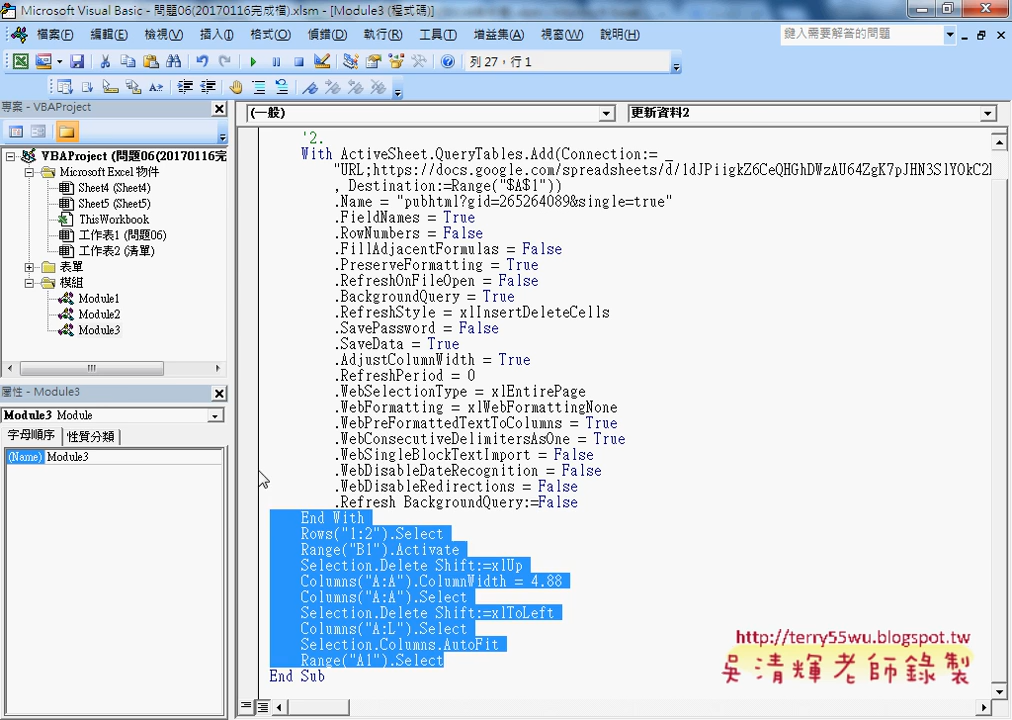 Microsoft Visual Basic - 問題06(20170116完成檔).xlsm - [Module3 (程式碼)]
檔案(F) 編輯(E) 檢視(V) 插入(I) 格式(O) 偵錯(D) 執行(R) 工具(T) 增益集(A) 視窗(W) 說明(H) 鍵入需要解答的問題
列 27，行 1
專案 - VBAProject
(一般) 更新資料2
VBAProject (問題06(20170116完
Microsoft Excel 物件
Sheet4 (Sheet4)
Sheet5 (Sheet5)
ThisWorkbook
工作表1 (問題06)
工作表2 (清單)
表單
模組
Module1
Module2
Module3
屬性 - Module3
Module3 Module
字母順序 性質分類
(Name) Module3
'2.
With ActiveSheet.QueryTables.Add(Connection:= _
"URL;https://docs.google.com/spreadsheets/d/1dJPiigkZ6CeQHGhDWzAU64ZgK7pJHN3SlYOkC2
, Destination:=Range("$A$1"))
.Name = "pubhtml?gid=265264089&single=true"
.FieldNames = True
.RowNumbers = False
.FillAdjacentFormulas = False
.PreserveFormatting = True
.RefreshOnFileOpen = False
.BackgroundQuery = True
.RefreshStyle = xlInsertDeleteCells
.SavePassword = False
.SaveData = True
.AdjustColumnWidth = True
.RefreshPeriod = 0
.WebSelectionType = xlEntirePage
.WebFormatting = xlWebFormattingNone
.WebPreFormattedTextToColumns = True
.WebConsecutiveDelimitersAsOne = True
.WebSingleBlockTextImport = False
.WebDisableDateRecognition = False
.WebDisableRedirections = False
.Refresh BackgroundQuery:=False
End With
Rows("1:2").Select
Range("B1").Activate
Selection.Delete Shift:=xlUp
Columns("A:A").ColumnWidth = 4.88
Columns("A:A").Select
Selection.Delete Shift:=xlToLeft
Columns("A:L").Select
Selection.Columns.AutoFit
Range("A1").Select
End Sub
http://terry55wu.blogspot.tw
吳清輝老師錄製